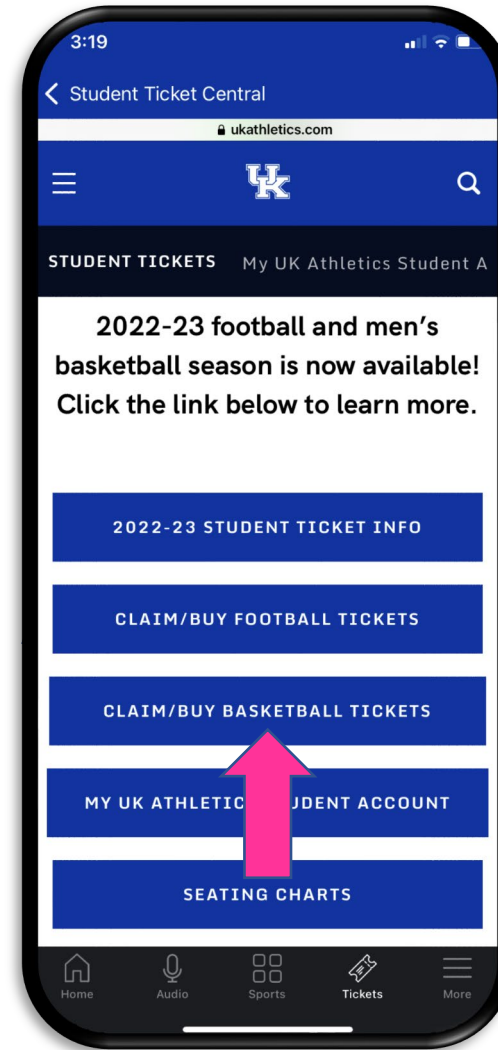 3:19
Student Ticket Central
ukathletics.com
UK
STUDENT TICKETS My UK Athletics Student A
2022-23 football and men's
basketball season is now available!
Click the link below to learn more.
2022-23 STUDENT TICKET INFO
CLAIM/BUY FOOTBALL TICKETS
CLAIM/BUY BASKETBALL TICKETS
MY UK ATHLETIC UDENT ACCOUNT
SEATING CHARTS
Home Audio Sports Tickets More